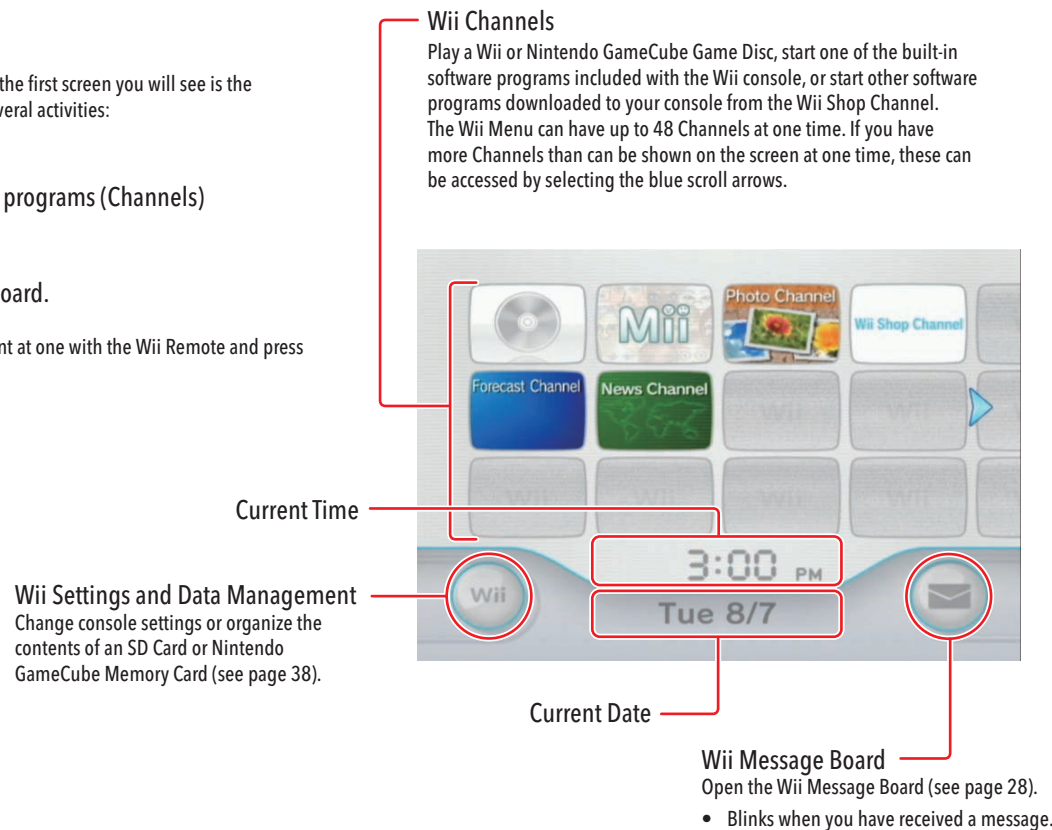 the first screen you will see is the
veral activities:
programs (Channels)
oard.
nt at one with the Wii Remote and press
Wii Channels
Play a Wii or Nintendo GameCube Game Disc, start one of the built-in
software programs included with the Wii console, or start other software
programs downloaded to your console from the Wii Shop Channel.
The Wii Menu can have up to 48 Channels at one time. If you have
more Channels than can be shown on the screen at one time, these can
be accessed by selecting the blue scroll arrows.
Mii
Photo Channel
Wii Shop Channel
Forecast Channel
News Channel
Wii
Wii
Wii
Wii
Wii
Wii
Current Time
3:00 PM
Wii
Tue 8/7
Wii Settings and Data Management
Change console settings or organize the
contents of an SD Card or Nintendo
GameCube Memory Card (see page 38).
Current Date
Wii Message Board
Open the Wii Message Board (see page 28).
• Blinks when you have received a message.